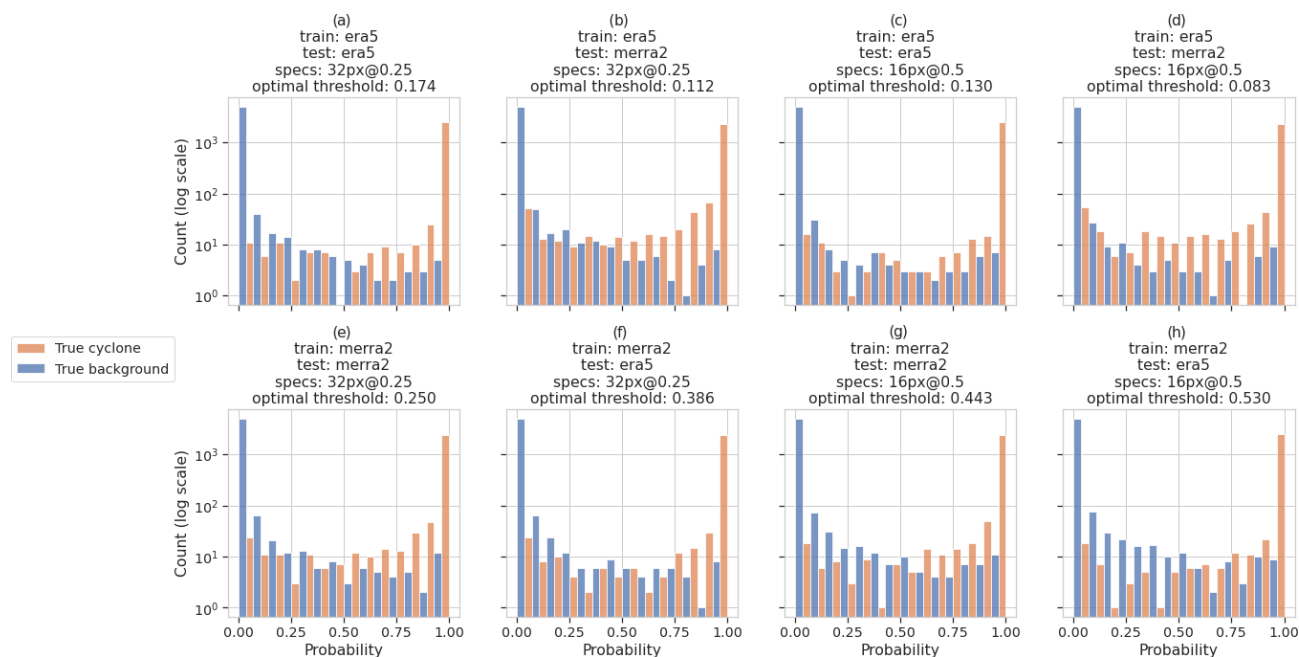 (a)
train: era5
test: era5
specs: 32px@0.25
optimal threshold: 0.174
(b)
train: era5
test: merra2
specs: 32px@0.25
optimal threshold: 0.112
(c)
train: era5
test: era5
specs: 16px@0.5
optimal threshold: 0.130
(d)
train: era5
test: merra2
specs: 16px@0.5
optimal threshold: 0.083
Count (log scale)
10³
10²
10¹
10⁰
True cyclone
True background
(e)
train: merra2
test: merra2
specs: 32px@0.25
optimal threshold: 0.250
(f)
train: merra2
test: era5
specs: 32px@0.25
optimal threshold: 0.386
(g)
train: merra2
test: merra2
specs: 16px@0.5
optimal threshold: 0.443
(h)
train: merra2
test: era5
specs: 16px@0.5
optimal threshold: 0.530
Count (log scale)
10³
10²
10¹
10⁰
0.00 0.25 0.50 0.75 1.00
Probability
0.00 0.25 0.50 0.75 1.00
Probability
0.00 0.25 0.50 0.75 1.00
Probability
0.00 0.25 0.50 0.75 1.00
Probability